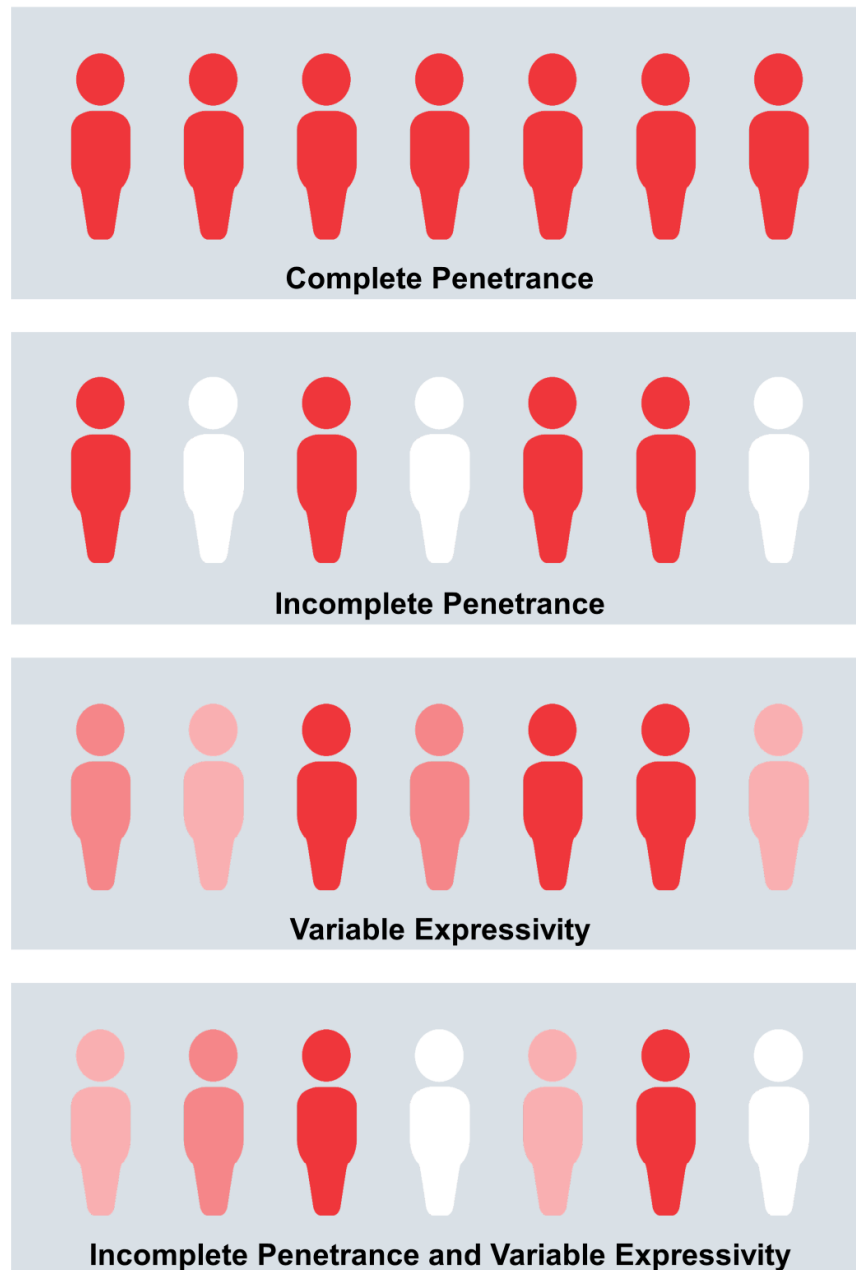 Complete Penetrance
Incomplete Penetrance
Variable Expressivity
Incomplete Penetrance and Variable Expressivity